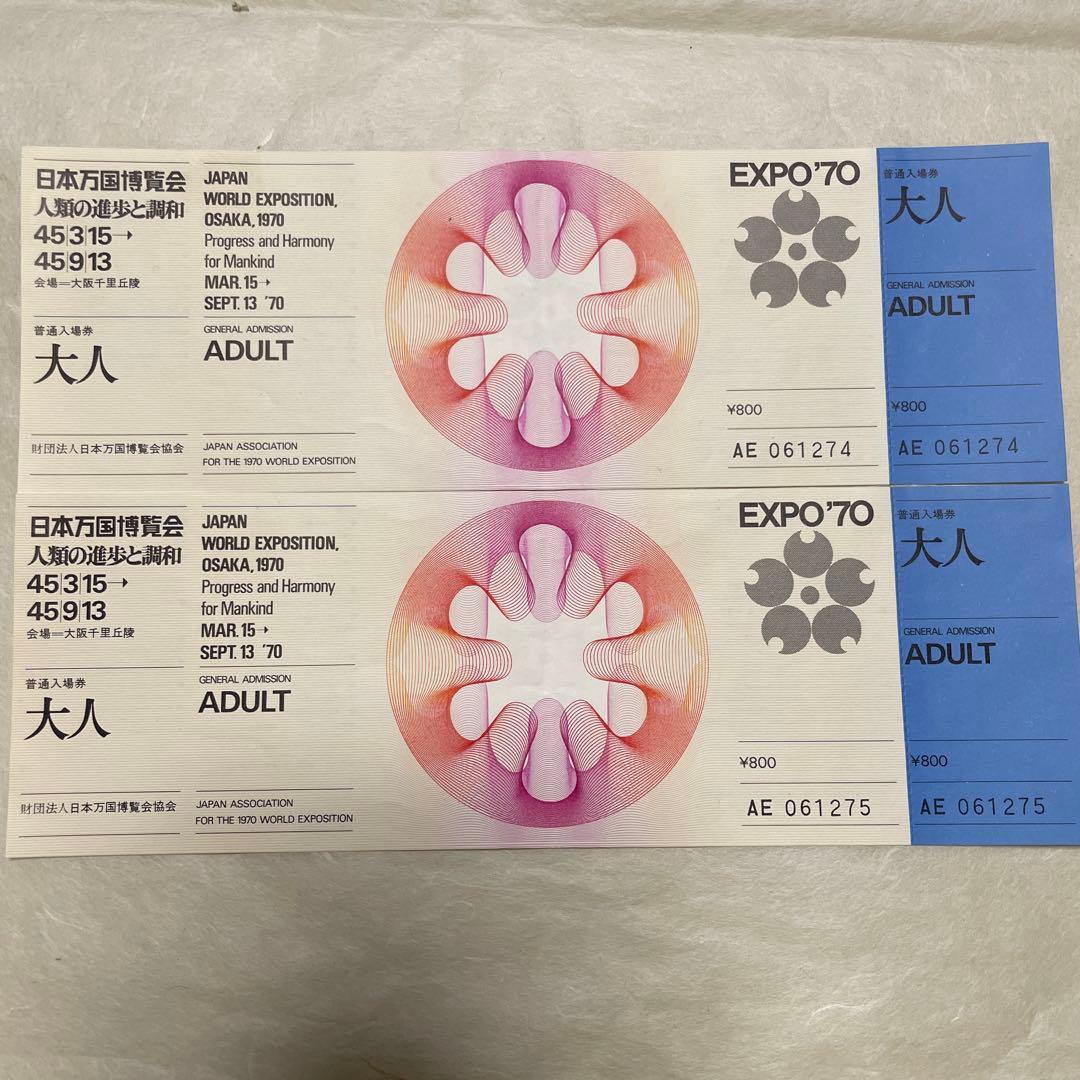 日本万国博覧会
人類の進歩と調和
45|3|15→
45|9|13
会場=大阪千里丘陵
普通入場券
大人
財団法人日本万国博覧会協会
JAPAN
WORLD EXPOSITION,
OSAKA, 1970
Progress and Harmony
for Mankind
MAR. 15→
SEPT. 13 '70
GENERAL ADMISSION
ADULT
JAPAN ASSOCIATION
FOR THE 1970 WORLD EXPOSITION
EXPO'70
¥800
AE 061274
普通入場券
大人
GENERAL ADMISSION
ADULT
¥800
AE 061274
日本万国博覧会
人類の進歩と調和
45|3|15→
45|9|13
会場=大阪千里丘陵
普通入場券
大人
財団法人日本万国博覧会協会
JAPAN
WORLD EXPOSITION,
OSAKA, 1970
Progress and Harmony
for Mankind
MAR. 15→
SEPT. 13 '70
GENERAL ADMISSION
ADULT
JAPAN ASSOCIATION
FOR THE 1970 WORLD EXPOSITION
EXPO'70
¥800
AE 061275
普通入場券
大人
GENERAL ADMISSION
ADULT
¥800
AE 061275